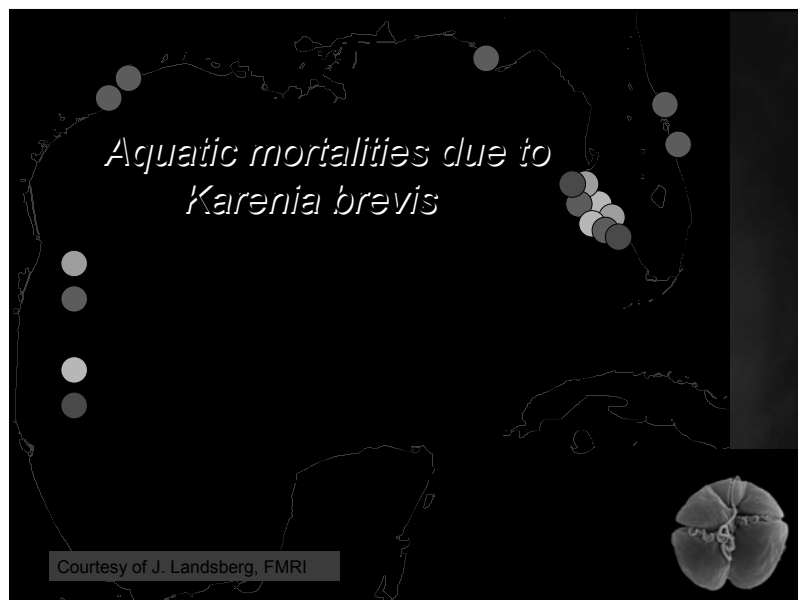 Aquatic mortalities due to
Karenia brevis
Courtesy of J. Landsberg, FMRI